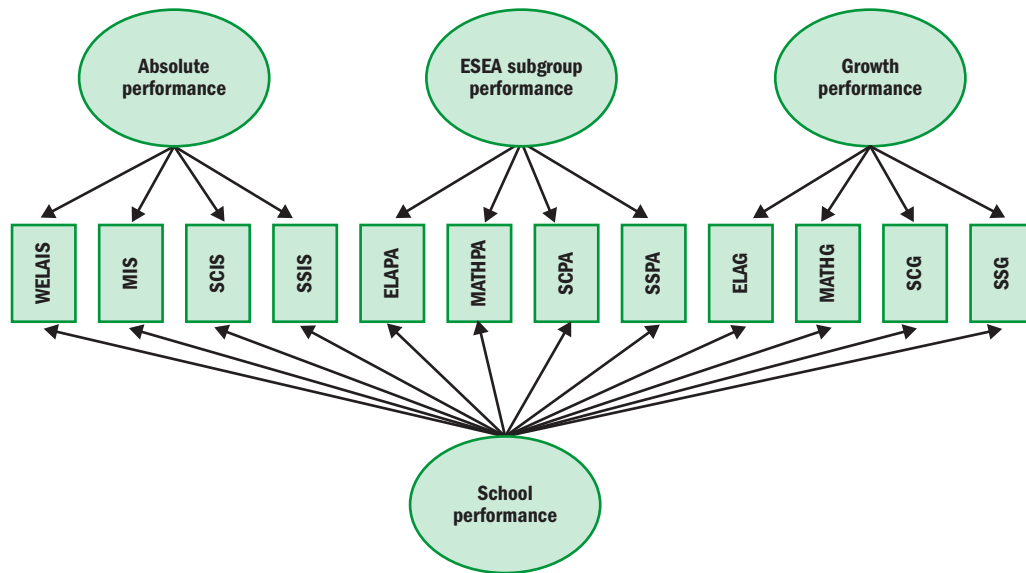 Absolute
performance
ESEA subgroup
performance
Growth
performance
WELAIS
MIS
SCIS
SSIS
ELAPA
MATHPA
SCPA
SSPA
ELAG
MATHG
SCG
SSG
School
performance